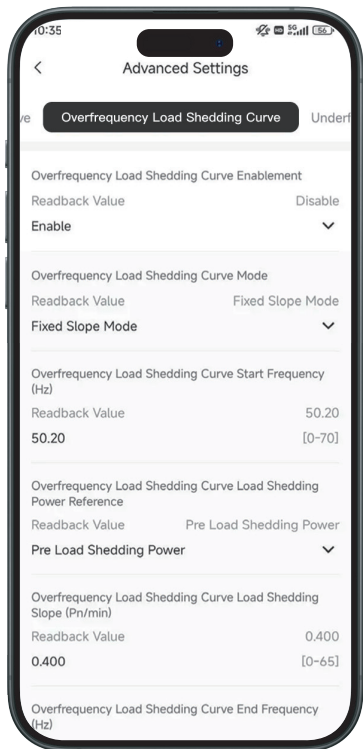 10:35
5G
56
Advanced Settings
ve
Overfrequency Load Shedding Curve
Underf
Overfrequency Load Shedding Curve Enablement
Readback Value Disable
Enable
Overfrequency Load Shedding Curve Mode
Readback Value Fixed Slope Mode
Fixed Slope Mode
Overfrequency Load Shedding Curve Start Frequency
(Hz)
Readback Value 50.20
50.20 [0-70]
Overfrequency Load Shedding Curve Load Shedding
Power Reference
Readback Value Pre Load Shedding Power
Pre Load Shedding Power
Overfrequency Load Shedding Curve Load Shedding
Slope (Pn/min)
Readback Value 0.400
0.400 [0-65]
Overfrequency Load Shedding Curve End Frequency
(Hz)